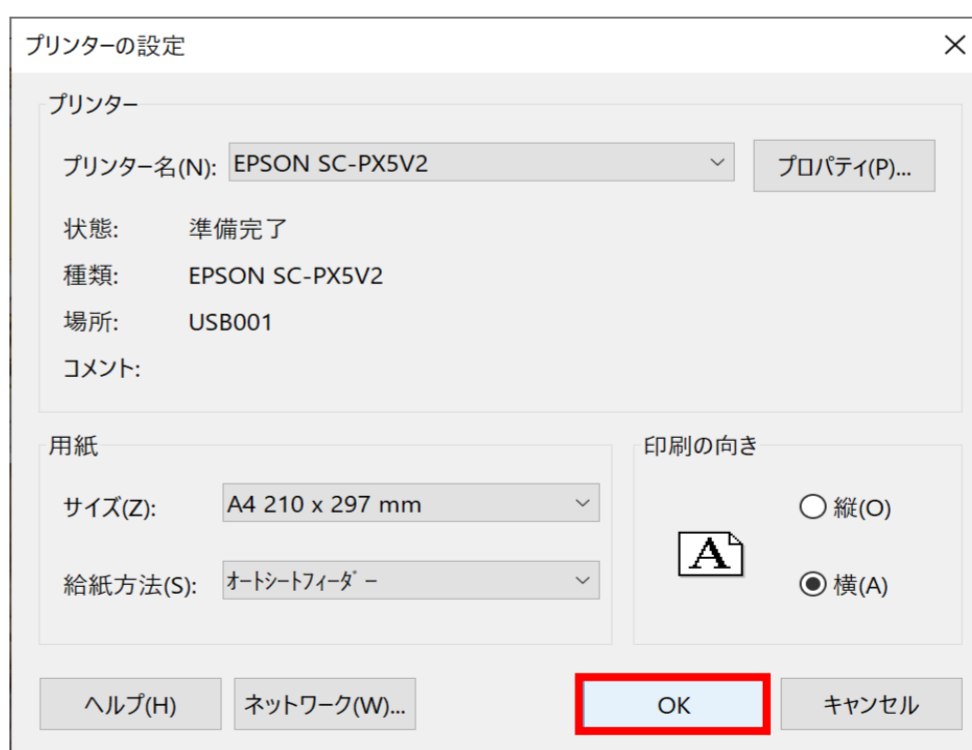 プリンターの設定
プリンター
プリンター名(N): EPSON SC-PX5V2 プロパティ(P)...
状態: 準備完了
種類: EPSON SC-PX5V2
場所: USB001
コメント:
用紙
サイズ(Z): A4 210 x 297 mm
給紙方法(S): ｵｰﾄｼｰﾄﾌｨｰﾀﾞｰ
印刷の向き
A
縦(O)
横(A)
ヘルプ(H) ネットワーク(W)... OK キャンセル